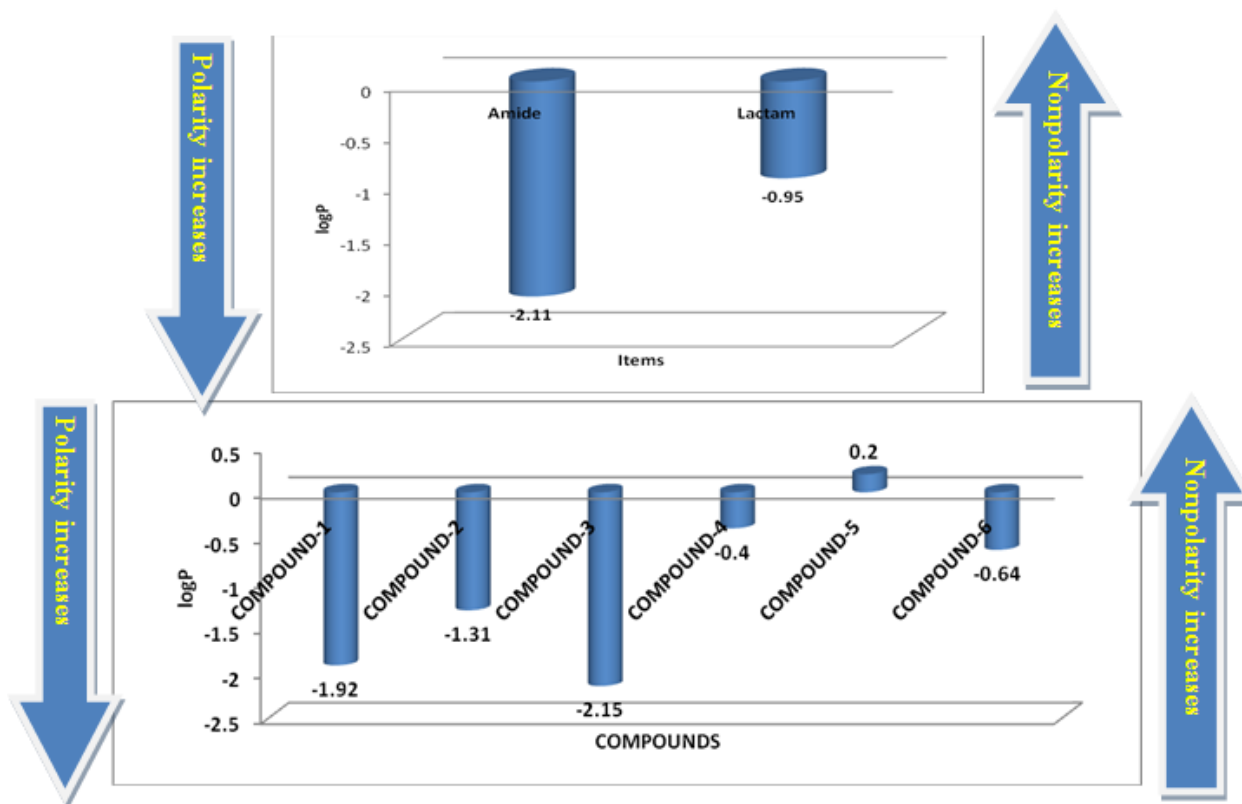 Polarity increases
Nonpolarity increases
logP
0
-0.5
-1
-1.5
-2
-2.5
Amide
Lactam
-2.11
-0.95
Items
Polarity increases
Nonpolarity increases
logP
0.5
0
-0.5
-1
-1.5
-2
-2.5
COMPOUND-1
COMPOUND-2
COMPOUND-3
COMPOUND-4
COMPOUND-5
COMPOUND-6
-1.92
-1.31
-2.15
-0.4
0.2
-0.64
COMPOUNDS